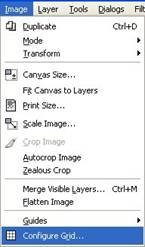 Image Layer Tools Dialogs Filt
Duplicate Ctrl+D
Mode
Transform
Canvas Size...
Fit Canvas to Layers
Print Size...
Scale Image...
Crop Image
Autocrop Image
Zealous Crop
Merge Visible Layers... Ctrl+M
Flatten Image
Guides
Configure Grid...